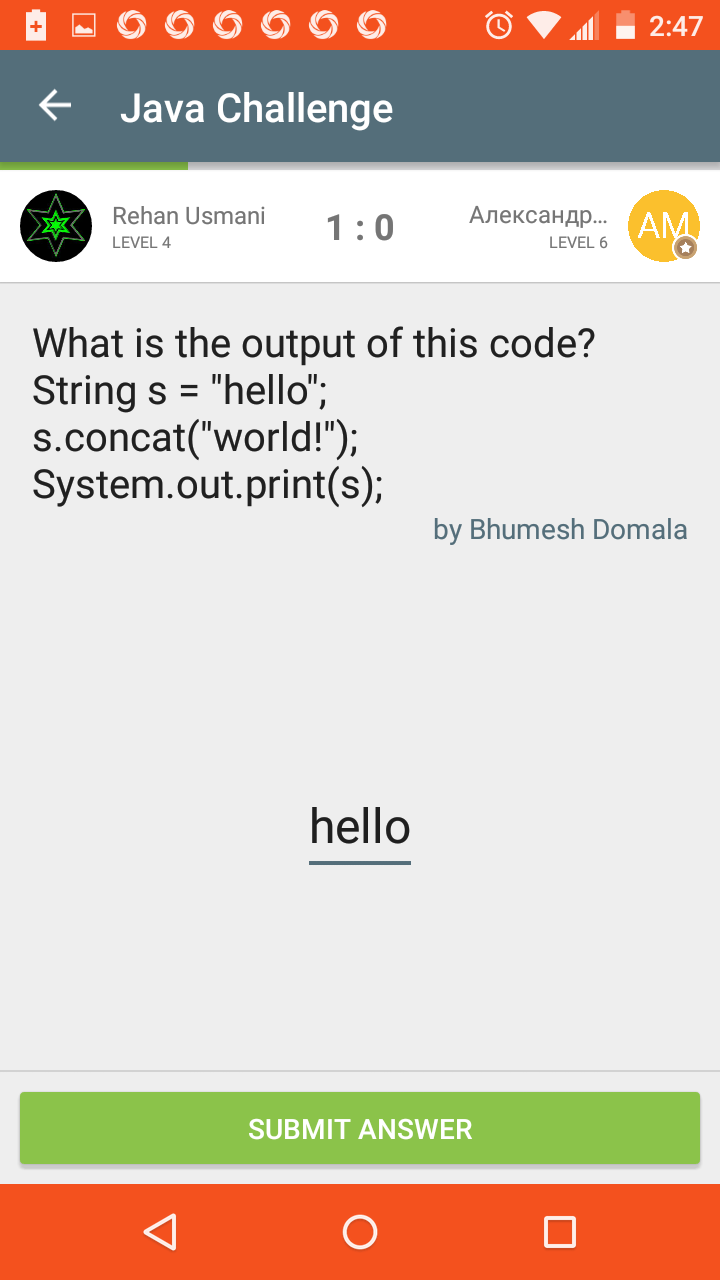 2:47
Java Challenge
Rehan Usmani
LEVEL 4
1 : 0
Александр...
LEVEL 6
AM
What is the output of this code?
String s = "hello";
s.concat("world!");
System.out.print(s);
by Bhumesh Domala
hello
SUBMIT ANSWER